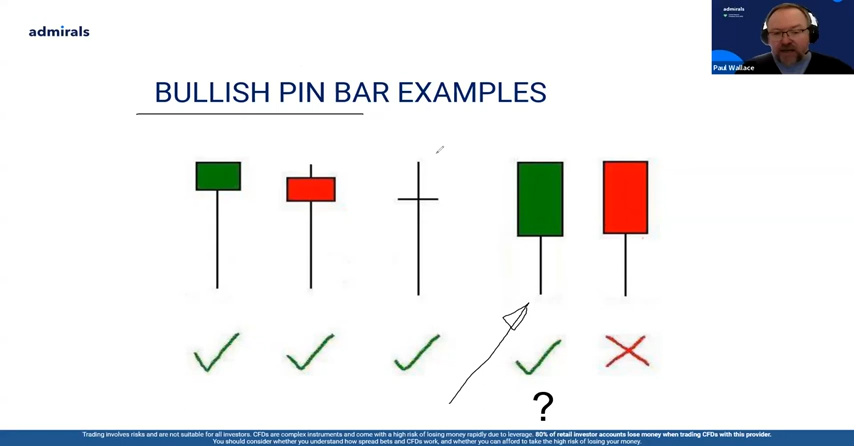 admirals
admirals
Paul Wallace
BULLISH PIN BAR EXAMPLES
?
Trading involves risks and are not suitable for all investors. CFDs are complex instruments and come with a high risk of losing money rapidly due to leverage. 80% of retail investor accounts lose money when trading CFDs with this provider.
You should consider whether you understand how spread bets and CFDs work, and whether you can afford to take the high risk of losing your money.